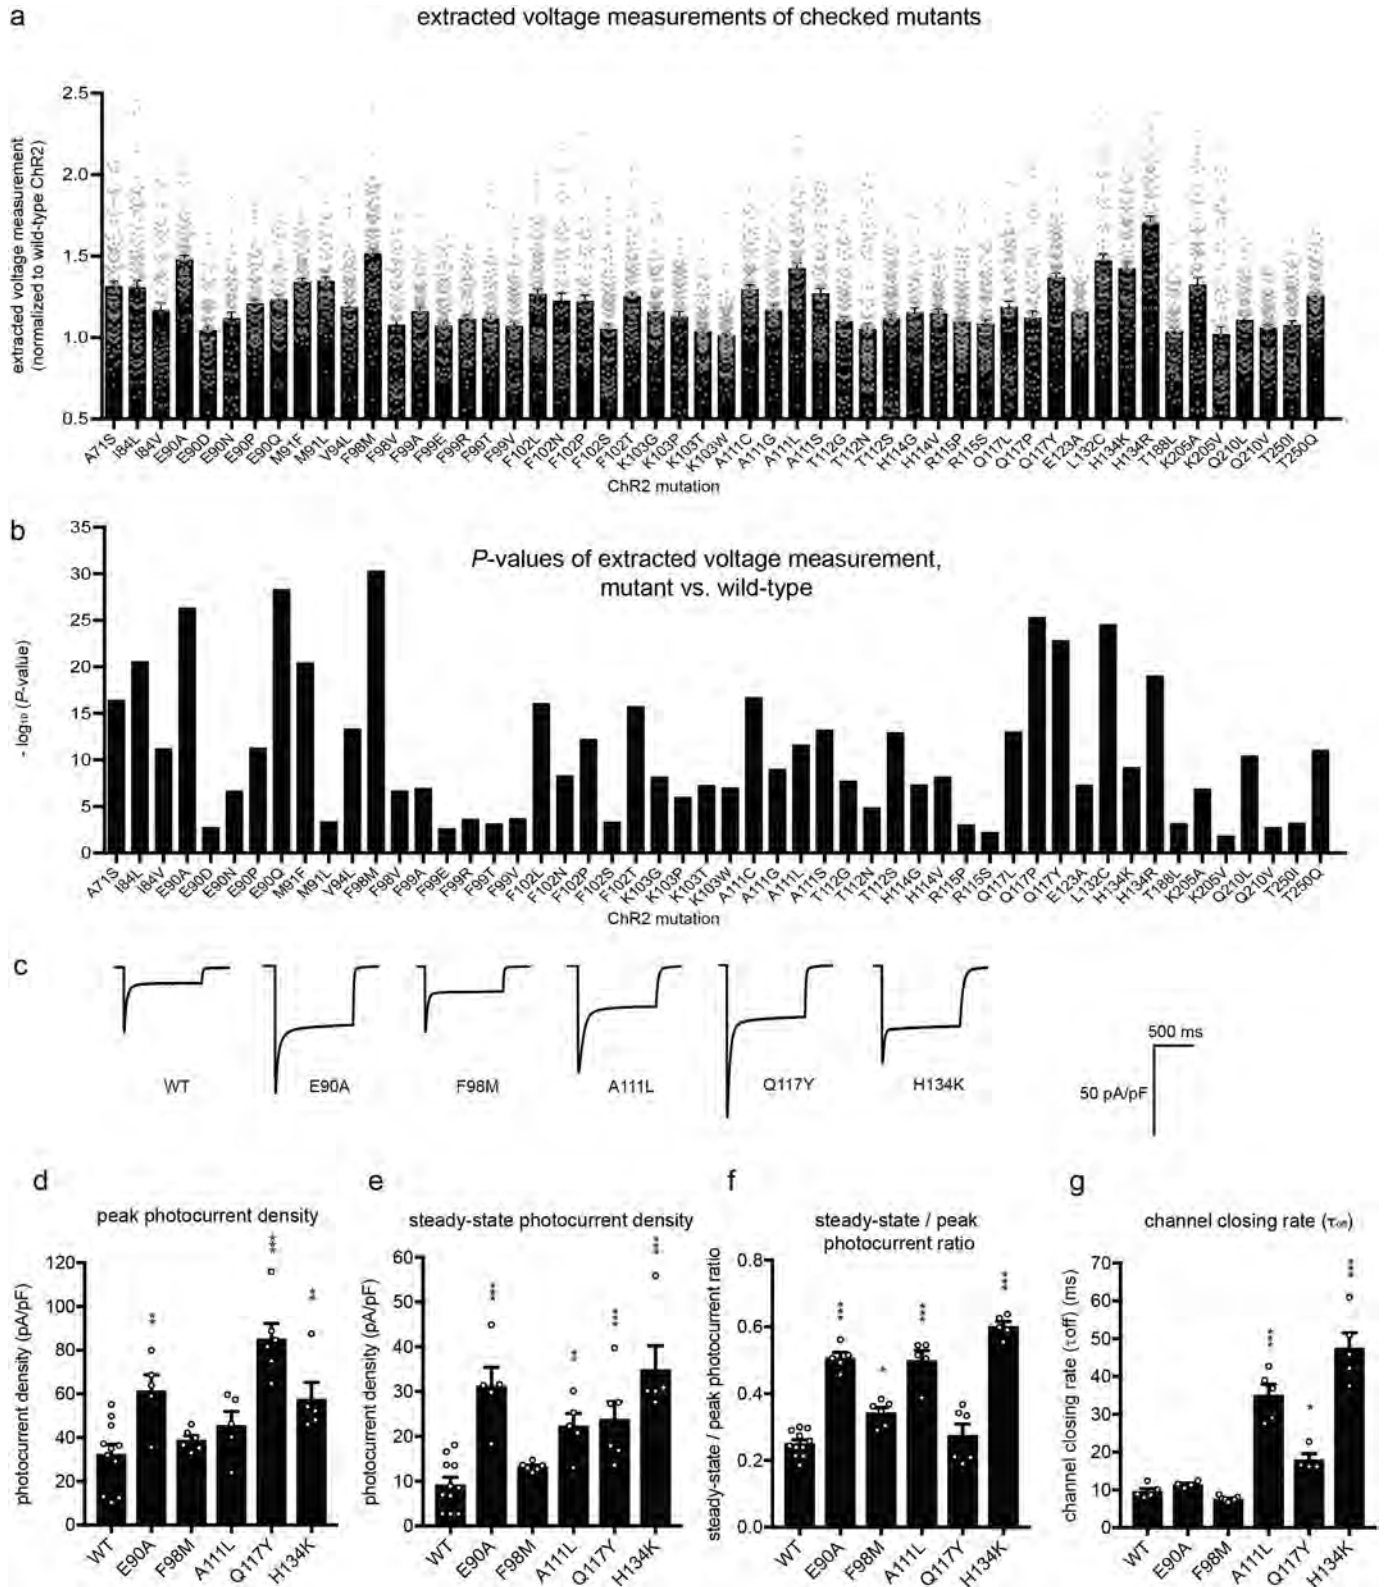 a
extracted voltage measurements of checked mutants
extracted voltage measurement
(normalized to wild-type ChR2)
2.5
2.0
1.5
1.0
0.5
A71S I84L I84V E90A E90D E90N E90P E90Q M91F M91L V94L F98M F98V F99A F99E F99R F99T F99V F102L F102N F102P F102S F102T K103G K103P K103T K103W A111C A111G A111L A111S T112G T112N T112S H114G H114V R115P R115S Q117L Q117P Q117Y E123A L132C H134K H134R T188L K205A K205V Q210L Q210V T250I T250Q
ChR2 mutation
b
P-values of extracted voltage measurement,
mutant vs. wild-type
- log10 (P-value)
35
30
25
20
15
10
5
0
A71S I84L I84V E90A E90D E90N E90P E90Q M91F M91L V94L F98M F98V F99A F99E F99R F99T F99V F102L F102N F102P F102S F102T K103G K103P K103T K103W A111C A111G A111L A111S T112G T112N T112S H114G H114V R115P R115S Q117L Q117P Q117Y E123A L132C H134K H134R T188L K205A K205V Q210L Q210V T250I T250Q
ChR2 mutation
c
WT E90A F98M A111L Q117Y H134K
500 ms
50 pA/pF
d
peak photocurrent density
photocurrent density (pA/pF)
120
100
80
60
40
20
0
** *** **
WT E90A F98M A111L Q117Y H134K
e
steady-state photocurrent density
photocurrent density (pA/pF)
60
50
40
30
20
10
0
*** ** *** ***
WT E90A F98M A111L Q117Y H134K
f
steady-state / peak
photocurrent ratio
steady-state / peak photocurrent ratio
0.8
0.6
0.4
0.2
0.0
*** * *** ***
WT E90A F98M A111L Q117Y H134K
g
channel closing rate (τoff)
channel closing rate (τoff) (ms)
70
60
50
40
30
20
10
0
*** * ***
WT E90A F98M A111L Q117Y H134K